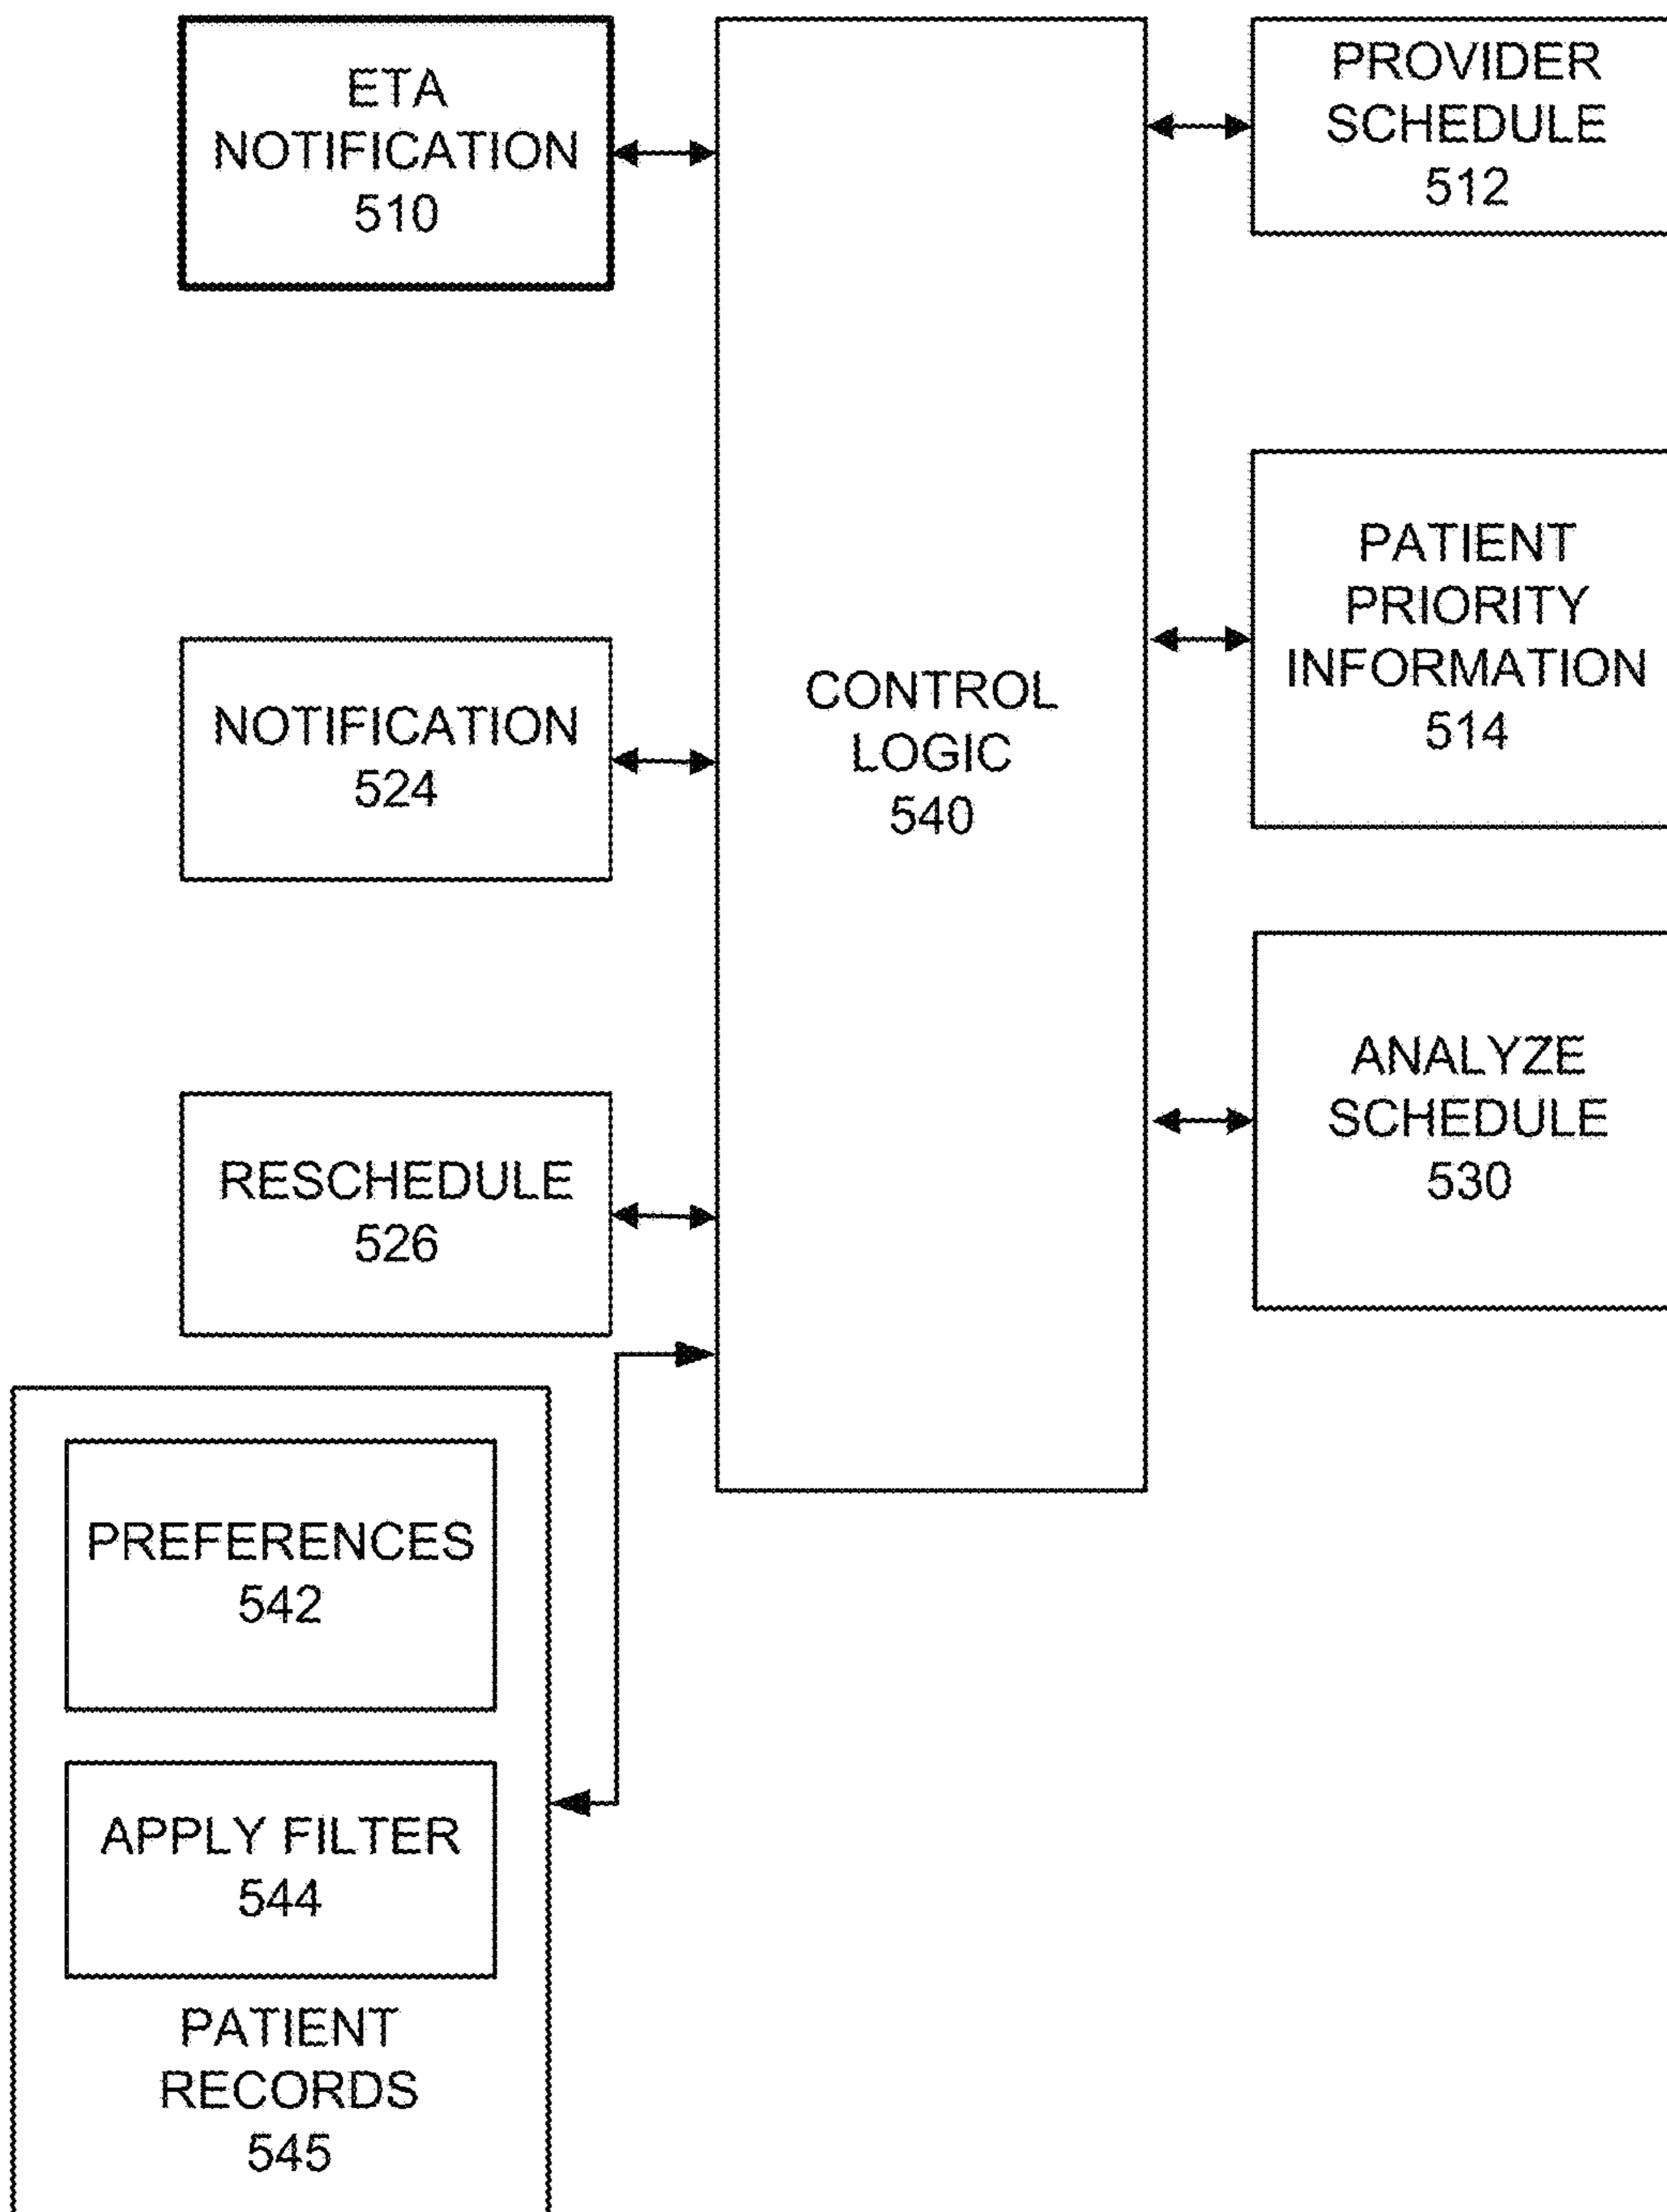 ETA
NOTIFICATION
510
PROVIDER
SCHEDULE
512
PATIENT
PRIORITY
INFORMATION
514
NOTIFICATION
524
CONTROL
LOGIC
540
ANALYZE
SCHEDULE
530
RESCHEDULE
526
PREFERENCES
542
APPLY FILTER
544
PATIENT
RECORDS
545